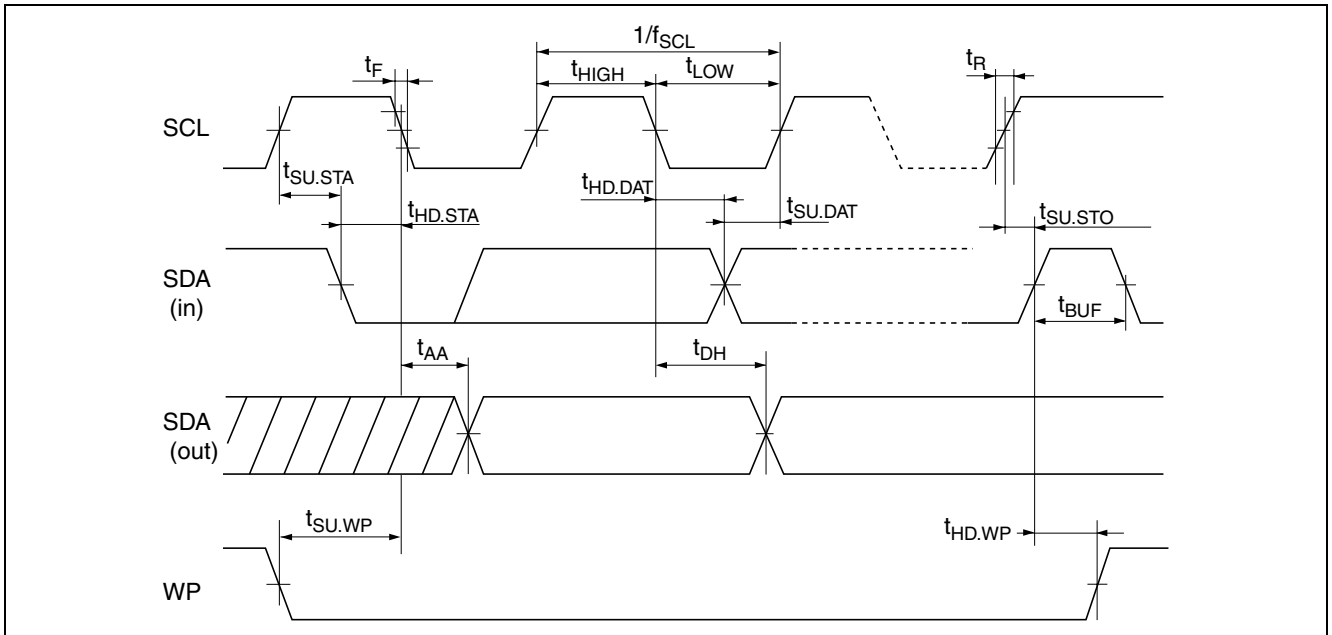 1/fSCL
tF
tHIGH
tLOW
tR
SCL
tSU.STA
tHD.DAT
tHD.STA
tSU.DAT
tSU.STO
SDA
(in)
tBUF
tAA
tDH
SDA
(out)
tSU.WP
tHD.WP
WP